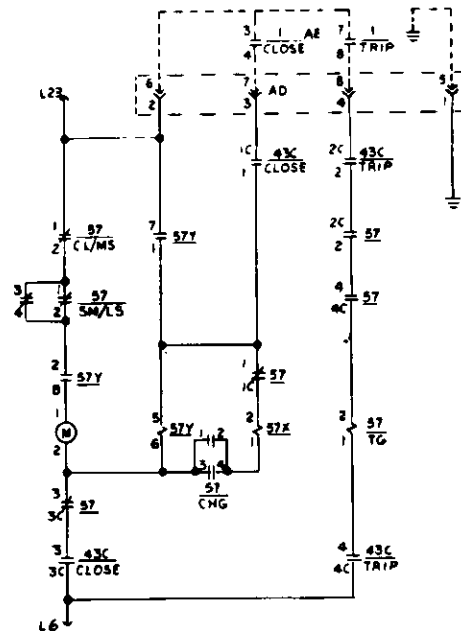 3 1 AE 7 1
4 CLOSE 8 TRIP
6 7 AD 8 5
2 3 4 1
L23
1C 43C 2C 43C
1 CLOSE 2 TRIP
1 57 7 57Y 2C 57
2 CL/MS 1 2
3 1 57 4 57
4 2 SM/LS 4C
1 57
1C
2 57Y
8
1 5 57Y 1 2 2 57X 2 57
M 6 1 1 TG
2
3 4
3 57 57
3C CHG
3 43C 4 43C
3C CLOSE 4C TRIP
L6